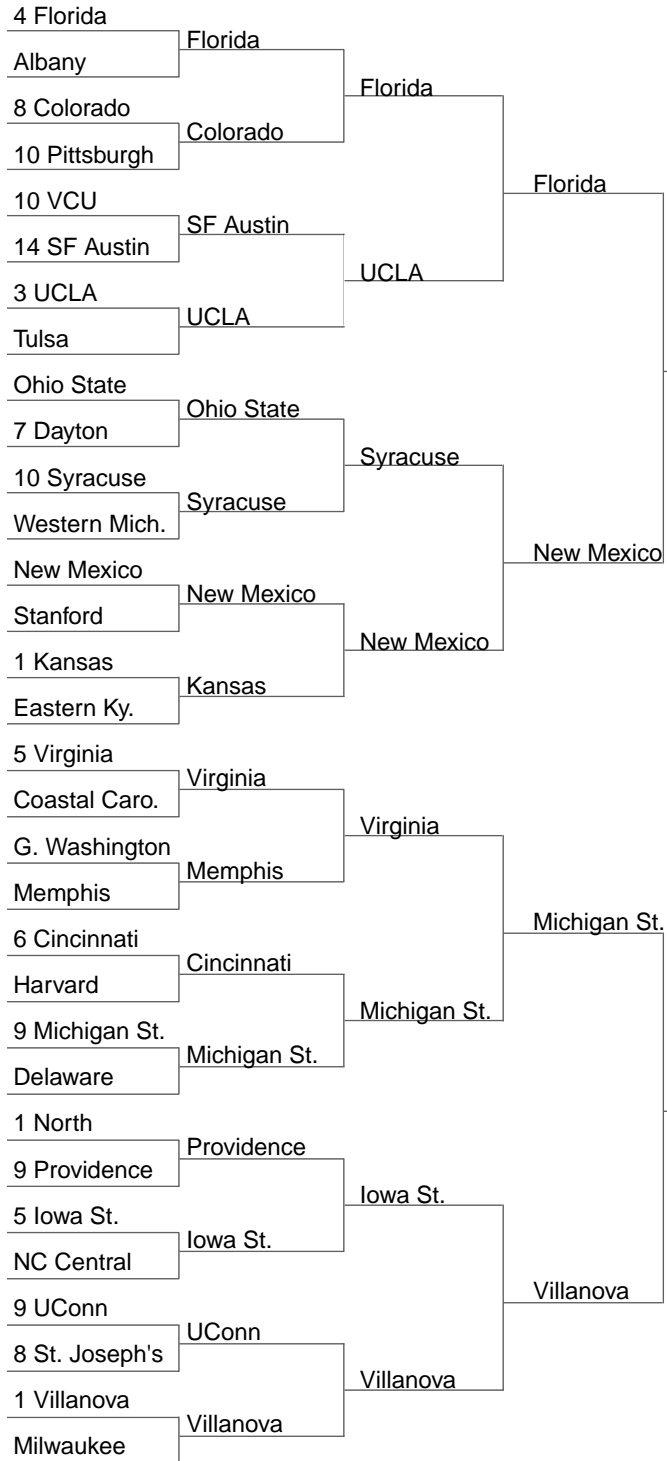 4 Florida
Albany
8 Colorado
10 Pittsburgh
10 VCU
14 SF Austin
3 UCLA
Tulsa
Ohio State
7 Dayton
10 Syracuse
Western Mich.
New Mexico
Stanford
1 Kansas
Eastern Ky.
5 Virginia
Coastal Caro.
G. Washington
Memphis
6 Cincinnati
Harvard
9 Michigan St.
Delaware
1 North
9 Providence
5 Iowa St.
NC Central
9 UConn
8 St. Joseph's
1 Villanova
Milwaukee
Florida
Colorado
SF Austin
UCLA
Ohio State
Syracuse
New Mexico
Kansas
Virginia
Memphis
Cincinnati
Michigan St.
Providence
Iowa St.
UConn
Villanova
Florida
UCLA
Syracuse
New Mexico
Virginia
Michigan St.
Iowa St.
Villanova
Florida
New Mexico
Michigan St.
Villanova